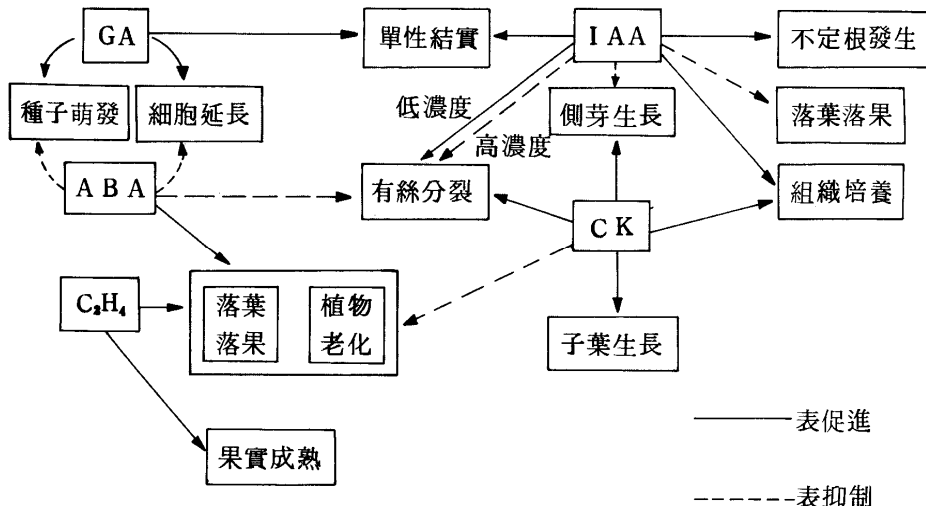 GA
單性結實
IAA
不定根發生
種子萌發
細胞延長
低濃度
側芽生長
落葉落果
高濃度
ABA
有絲分裂
組織培養
CK
C₂H₄
落葉
落果
植物
老化
子葉生長
表促進
果實成熟
表抑制